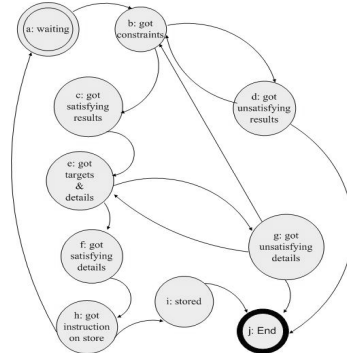 a: waiting
b: got
constraints
c: got
satisfying
results
d: got
unsatisfying
results
e: got
targets
&
details
f: got
satisfying
details
g: got
unsatisfying
details
h: got
instruction
on store
i: stored
j: End